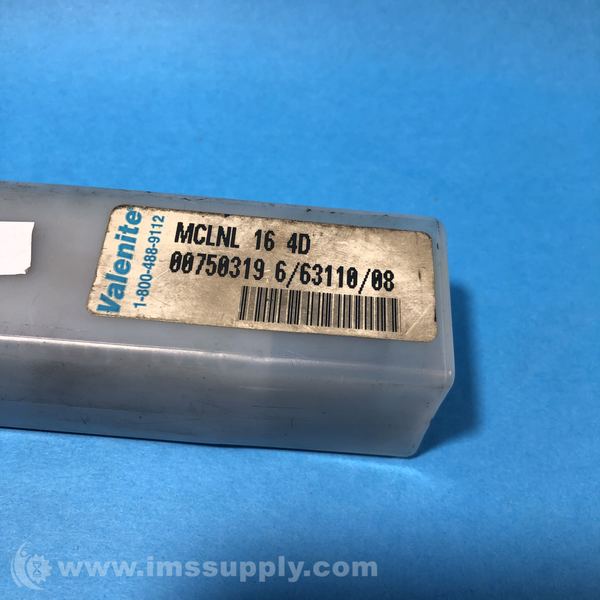 Valenite®
1-800-488-9112
MCLNL 16 4D
00750319 6/63110/08
www.imssupply.com